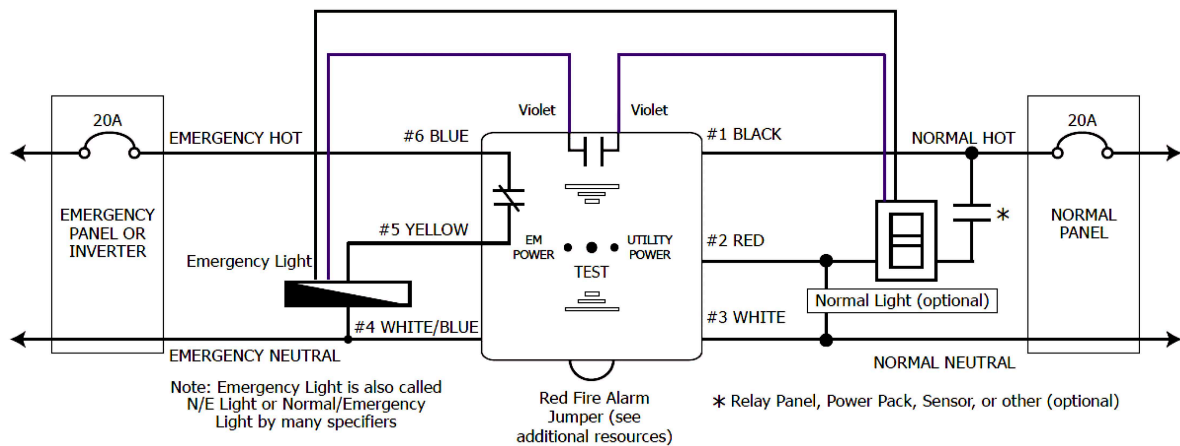 Violet
Violet
20A
20A
EMERGENCY HOT
#6 BLUE
#1 BLACK
NORMAL HOT
EMERGENCY
PANEL OR
INVERTER
#5 YELLOW
EM
POWER
UTILITY
POWER
TEST
#2 RED
*
NORMAL
PANEL
Emergency Light
Normal Light (optional)
#4 WHITE/BLUE
#3 WHITE
EMERGENCY NEUTRAL
NORMAL NEUTRAL
Note: Emergency Light is also called
N/E Light or Normal/Emergency
Light by many specifiers
Red Fire Alarm
Jumper (see
additional resources)
* Relay Panel, Power Pack, Sensor, or other (optional)